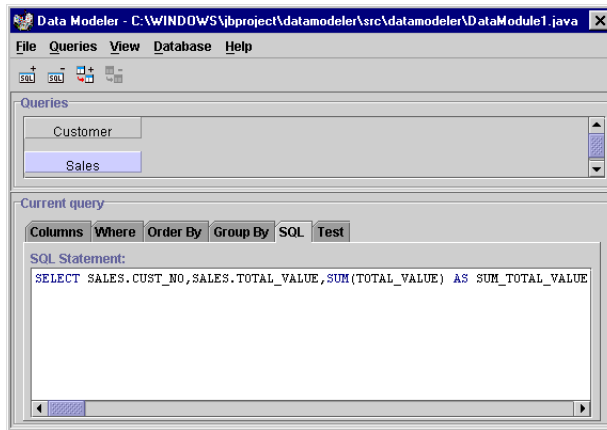 Data Modeler - C:\WINDOWS\jbproject\datamodeler\src\datamodeler\DataModule1.java
File Queries View Database Help
SQL SQL
Queries
Customer
Sales
Current query
Columns Where Order By Group By SQL Test
SQL Statement:
SELECT SALES.CUST_NO,SALES.TOTAL_VALUE,SUM(TOTAL_VALUE) AS SUM_TOTAL_VALUE